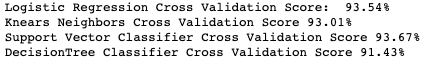 Logistic Regression Cross Validation Score:  93.54%
Knears Neighbors Cross Validation Score 93.01%
Support Vector Classifier Cross Validation Score 93.67%
DecisionTree Classifier Cross Validation Score 91.43%